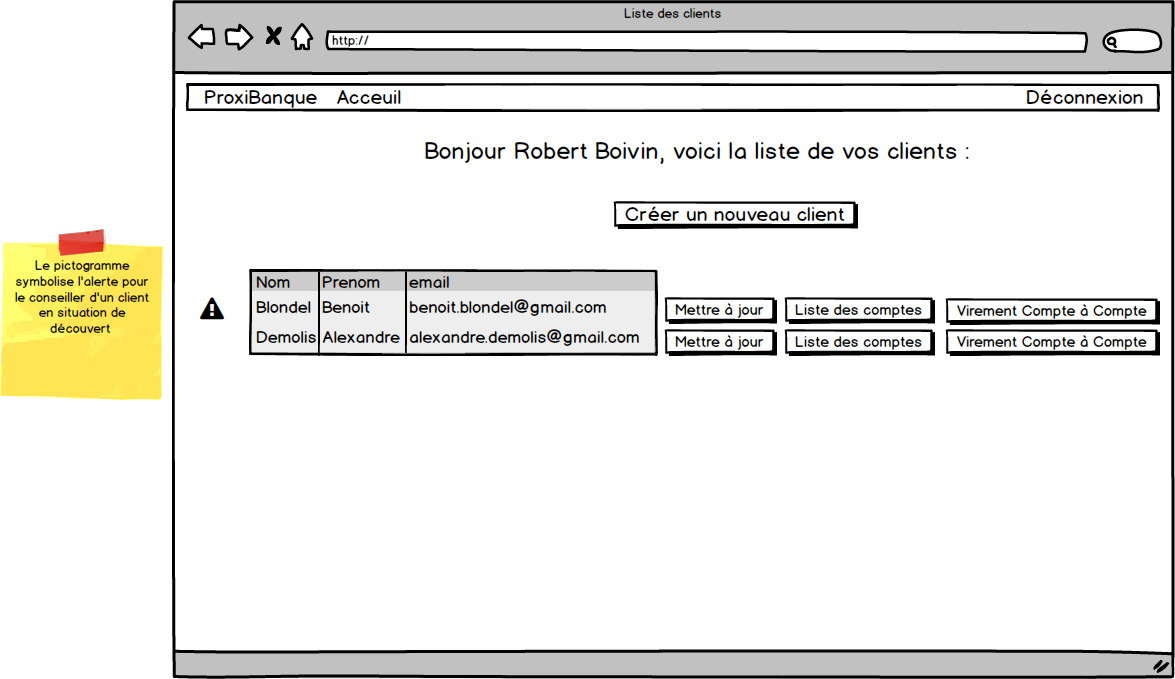 Liste des clients
http://
ProxiBanque Acceuil Déconnexion
Bonjour Robert Boivin, voici la liste de vos clients :
Créer un nouveau client
Le pictogramme
symbolise l'alerte pour
le conseiller d'un client
en situation de
découvert
Nom Prenom email
Blondel Benoit benoit.blondel@gmail.com Mettre à jour Liste des comptes Virement Compte à Compte
Demolis Alexandre alexandre.demolis@gmail.com Mettre à jour Liste des comptes Virement Compte à Compte